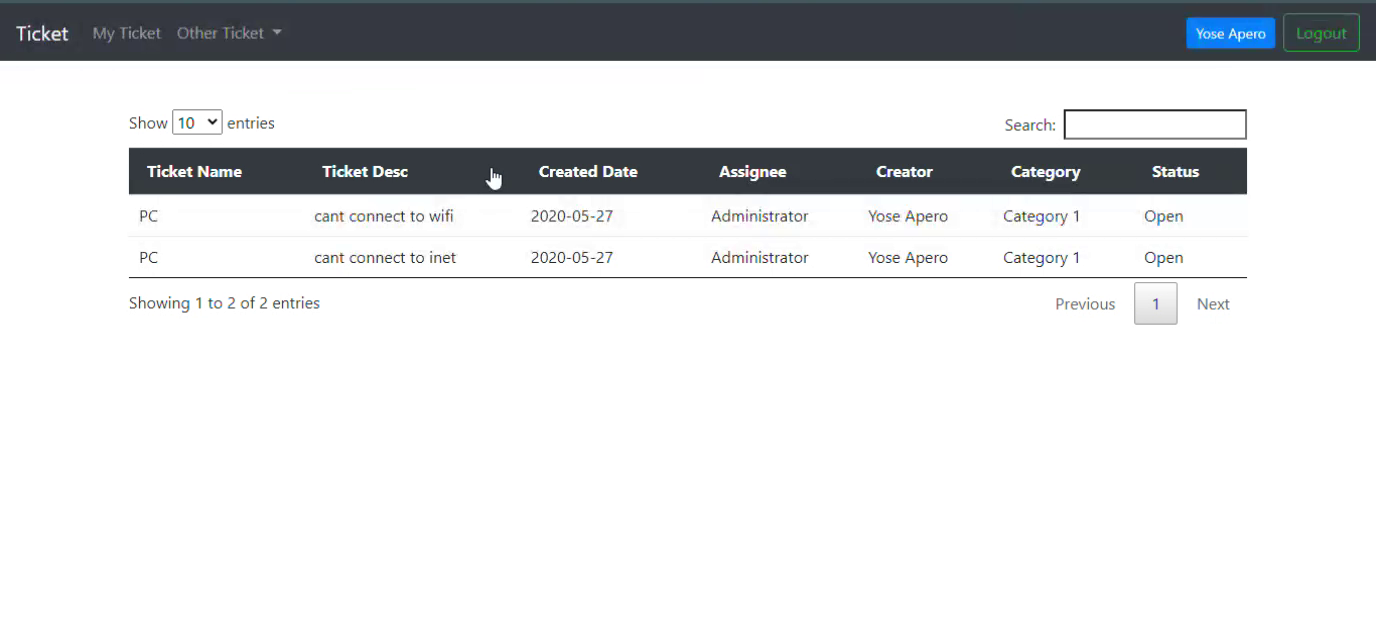 Ticket My Ticket Other Ticket Yose Apero Logout
Show 10 entries Search:
Ticket Name Ticket Desc Created Date Assignee Creator Category Status
PC cant connect to wifi 2020-05-27 Administrator Yose Apero Category 1 Open
PC cant connect to inet 2020-05-27 Administrator Yose Apero Category 1 Open
Showing 1 to 2 of 2 entries Previous 1 Next